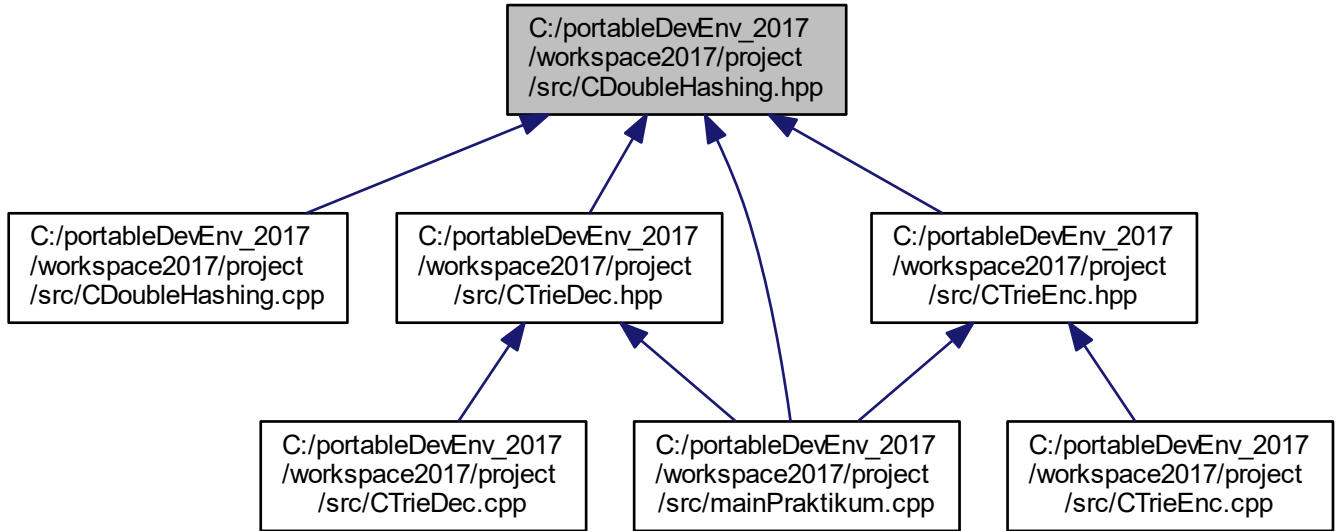 C:/portableDevEnv_2017
/workspace2017/project
/src/CDoubleHashing.hpp
C:/portableDevEnv_2017
/workspace2017/project
/src/CDoubleHashing.cpp
C:/portableDevEnv_2017
/workspace2017/project
/src/CTrieDec.hpp
C:/portableDevEnv_2017
/workspace2017/project
/src/CTrieEnc.hpp
C:/portableDevEnv_2017
/workspace2017/project
/src/CTrieDec.cpp
C:/portableDevEnv_2017
/workspace2017/project
/src/mainPraktikum.cpp
C:/portableDevEnv_2017
/workspace2017/project
/src/CTrieEnc.cpp